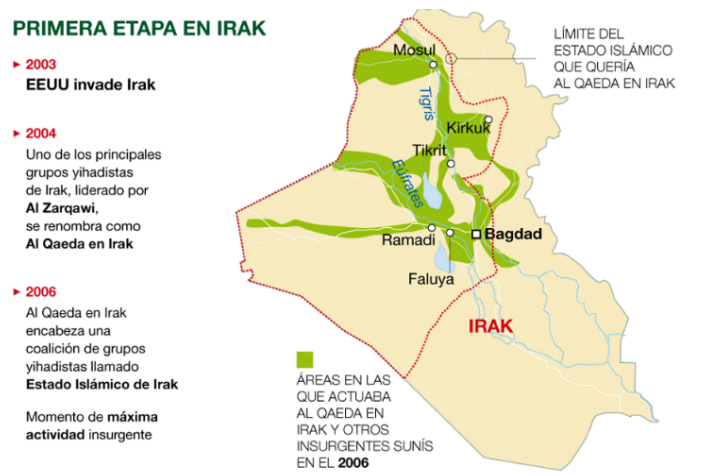 PRIMERA ETAPA EN IRAK
► 2003
EEUU invade Irak
► 2004
Uno de los principales
grupos yihadistas
de Irak, liderado por
Al Zarqawi,
se renombra como
Al Qaeda en Irak
► 2006
Al Qaeda en Irak
encabeza una
coalición de grupos
yihadistas llamado
Estado Islámico de Irak
Momento de máxima
actividad insurgente
LÍMITE DEL
ESTADO ISLÁMICO
QUE QUERÍA
AL QAEDA EN IRAK
Mosul
Tigris
Kirkuk
Tikrit
Eúfrates
Ramadi
Bagdad
Faluya
IRAK
ÁREAS EN LAS
QUE ACTUABA
AL QAEDA EN
IRAK Y OTROS
INSURGENTES SUNÍS
EN EL 2006